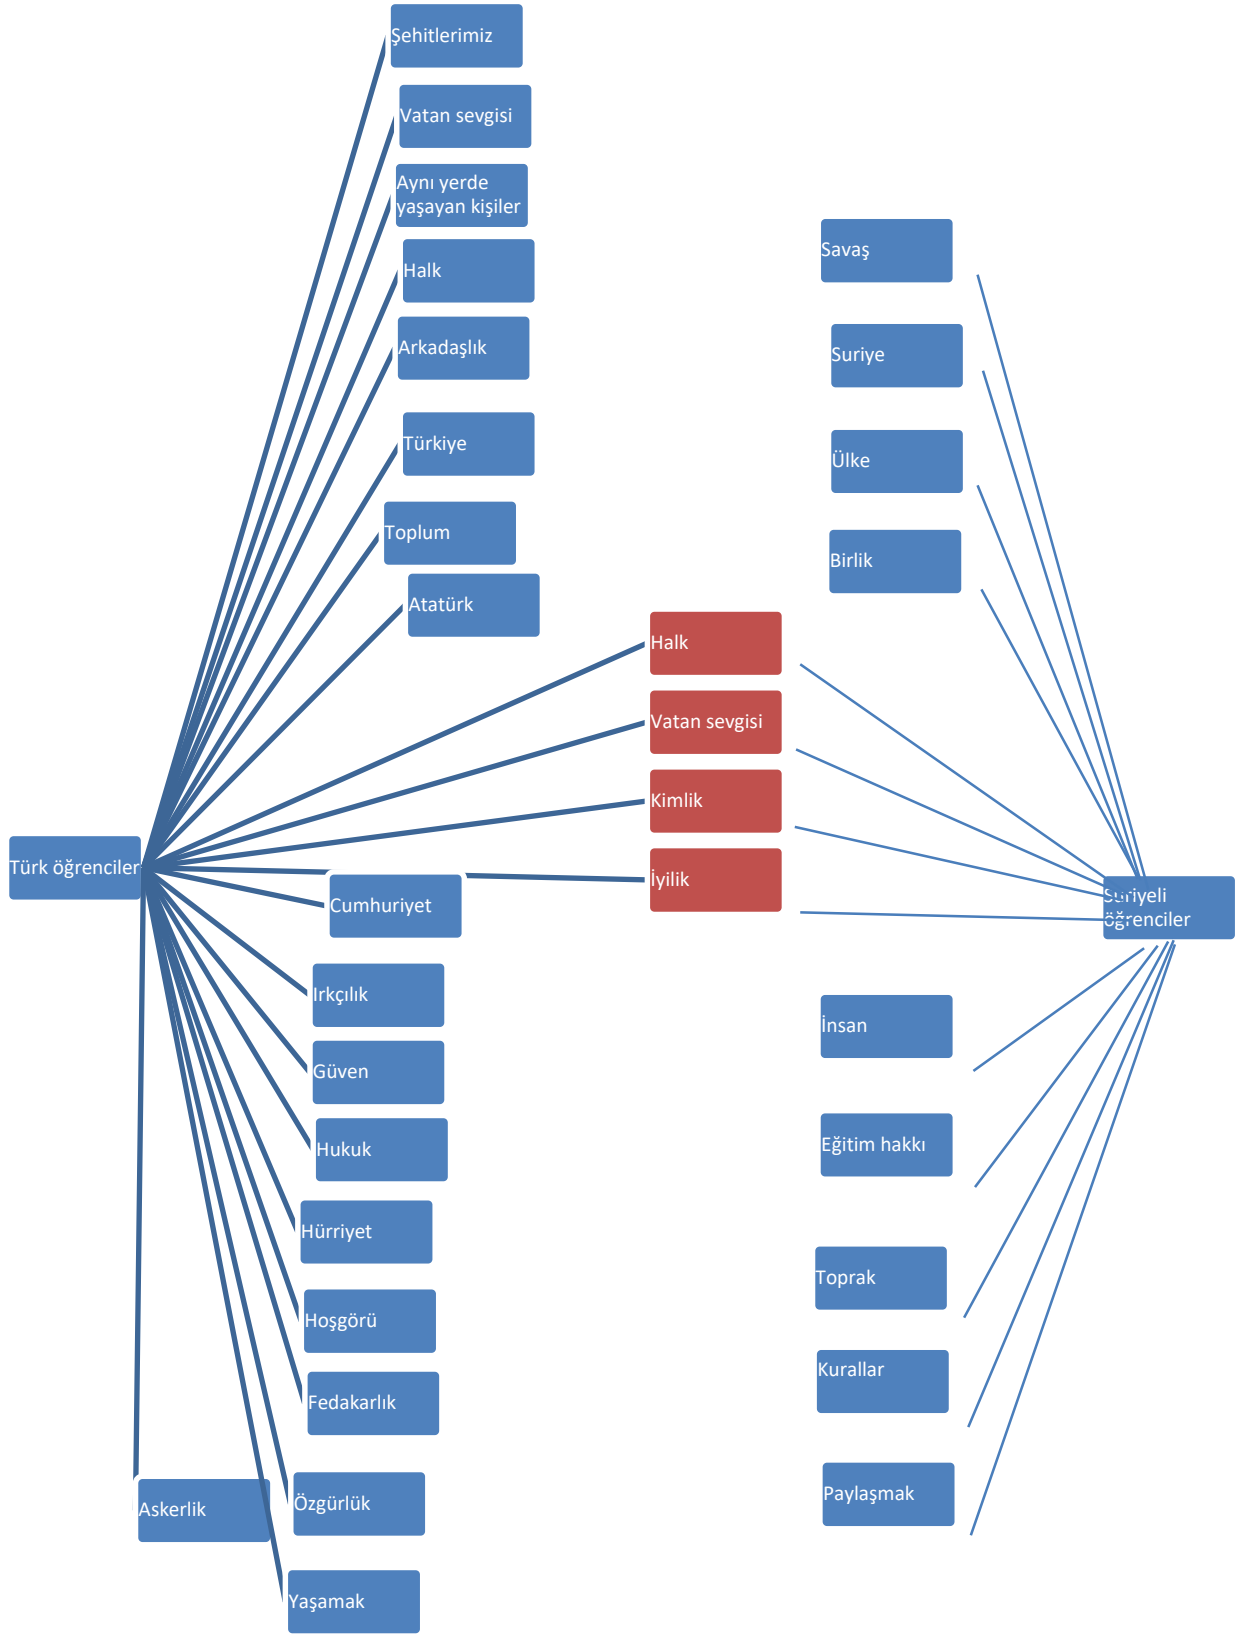 Şehitlerimiz
Vatan sevgisi
Aynı yerde
yaşayan kişiler
Halk
Arkadaşlık
Türkiye
Toplum
Atatürk
Savaş
Suriye
Ülke
Birlik
Halk
Vatan sevgisi
Kimlik
İyilik
Türk öğrenciler
Suriyeli
öğrenciler
Cumhuriyet
Irkçılık
Güven
Hukuk
Hürriyet
Hoşgörü
Fedakarlık
Özgürlük
Askerlik
Yaşamak
İnsan
Eğitim hakkı
Toprak
Kurallar
Paylaşmak